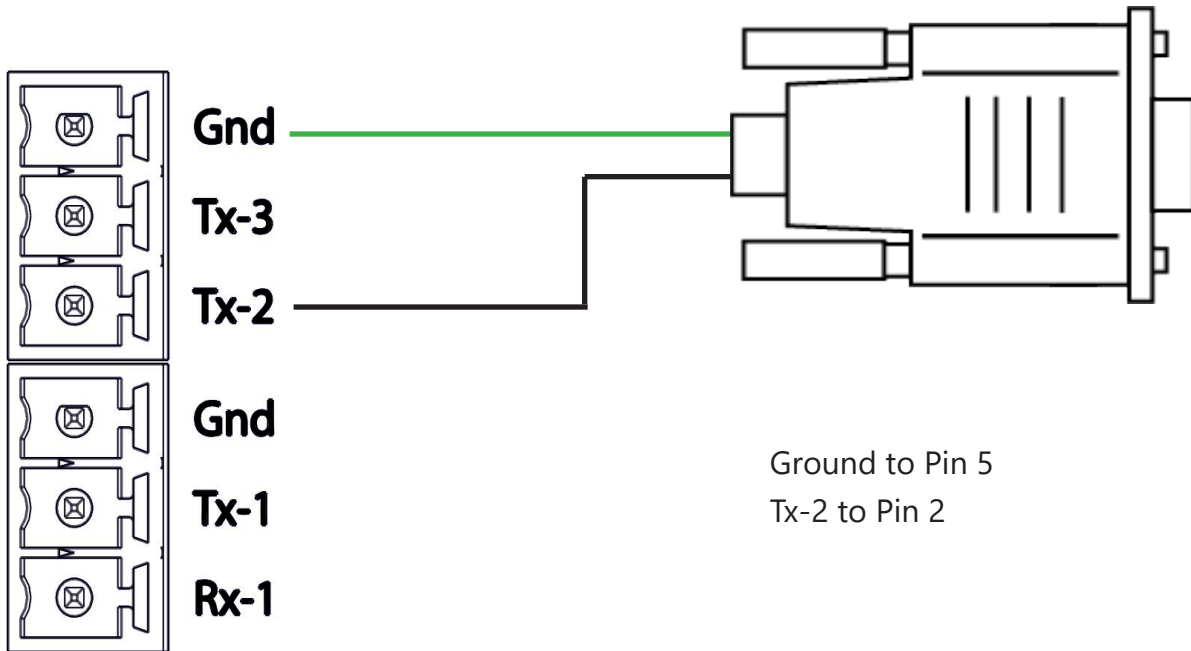 Gnd
Tx-3
Tx-2
Gnd
Tx-1
Rx-1
Ground to Pin 5
Tx-2 to Pin 2